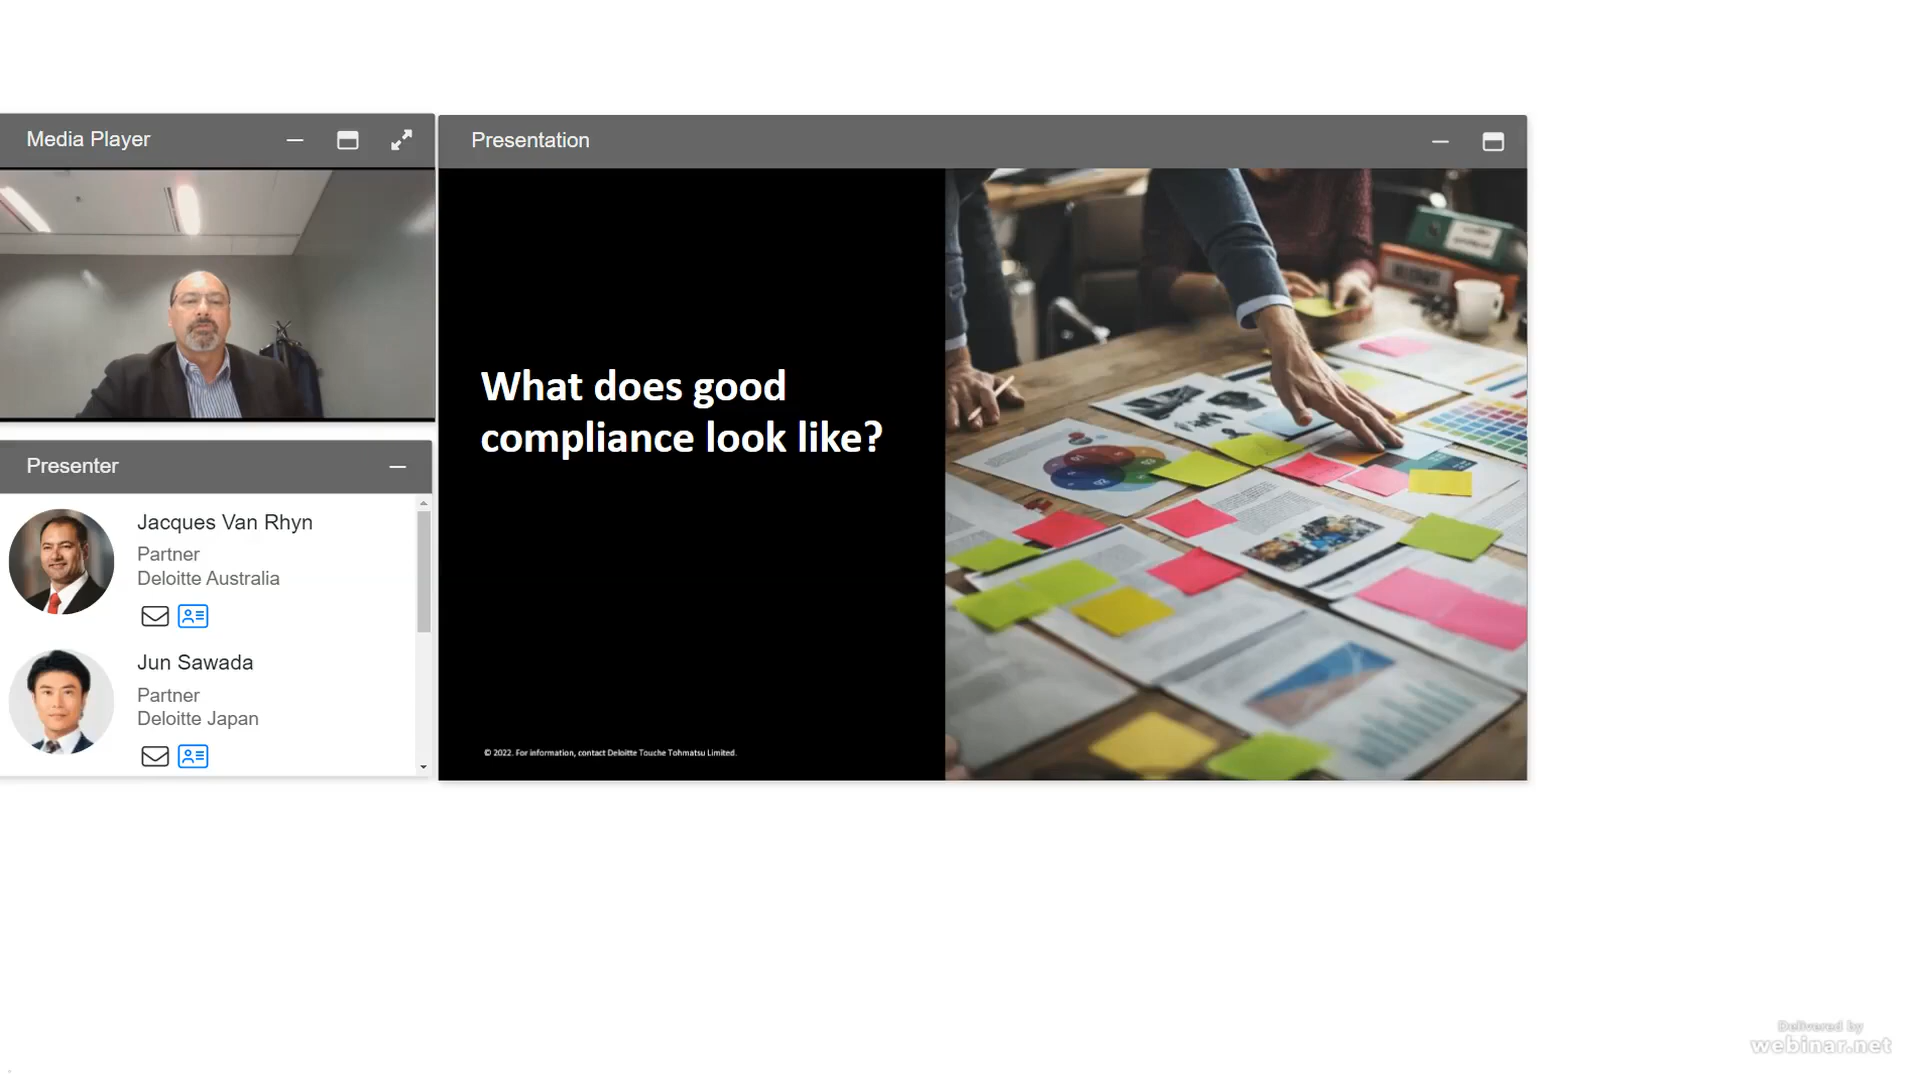 Media Player
Presentation
What does good
compliance look like?
Presenter
Jacques Van Rhyn
Partner
Deloitte Australia
Jun Sawada
Partner
Deloitte Japan
© 2022. For information, contact Deloitte Touche Tohmatsu Limited.
Delivered by
webinar.net